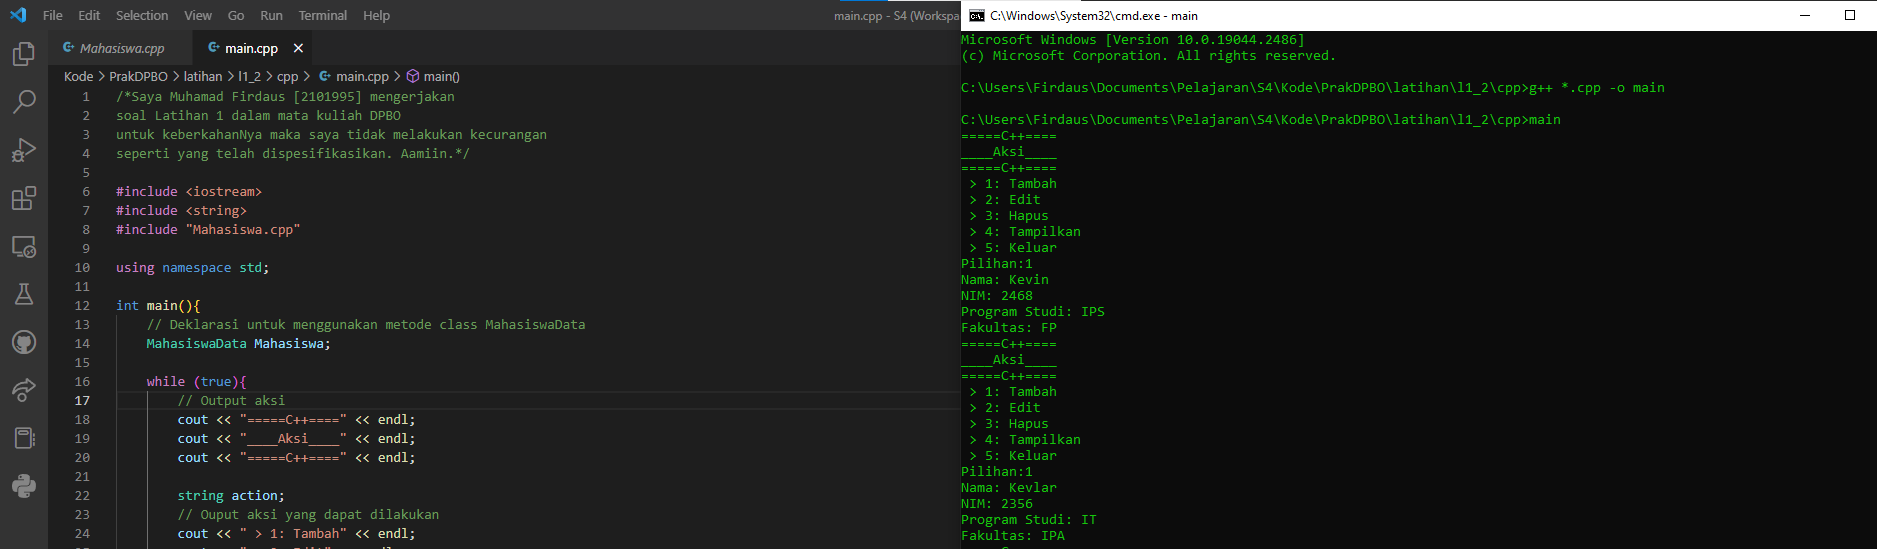 File Edit Selection View Go Run Terminal Help
main.cpp - S4 (Workspa
Mahasiswa.cpp
main.cpp
Kode > PrakDPBO > latihan > l1_2 > cpp > main.cpp > main()
1 /*Saya Muhamad Firdaus [2101995] mengerjakan
2 soal Latihan 1 dalam mata kuliah DPBO
3 untuk keberkahanNya maka saya tidak melakukan kecurangan
4 seperti yang telah dispesifikasikan. Aamiin.*/
5
6 #include <iostream>
7 #include <string>
8 #include "Mahasiswa.cpp"
9
10 using namespace std;
11
12 int main(){
13 // Deklarasi untuk menggunakan metode class MahasiswaData
14 MahasiswaData Mahasiswa;
15
16 while (true){
17 // Output aksi
18 cout << "=====C++====" << endl;
19 cout << "____Aksi____" << endl;
20 cout << "=====C++====" << endl;
21
22 string action;
23 // Ouput aksi yang dapat dilakukan
24 cout << " > 1: Tambah" << endl;
C:\Windows\System32\cmd.exe - main
Microsoft Windows [Version 10.0.19044.2486]
(c) Microsoft Corporation. All rights reserved.
C:\Users\Firdaus\Documents\Pelajaran\S4\Kode\PrakDPBO\latihan\l1_2\cpp>g++ *.cpp -o main
C:\Users\Firdaus\Documents\Pelajaran\S4\Kode\PrakDPBO\latihan\l1_2\cpp>main
=====C++====
____Aksi____
=====C++====
> 1: Tambah
> 2: Edit
> 3: Hapus
> 4: Tampilkan
> 5: Keluar
Pilihan:1
Nama: Kevin
NIM: 2468
Program Studi: IPS
Fakultas: FP
=====C++====
____Aksi____
=====C++====
> 1: Tambah
> 2: Edit
> 3: Hapus
> 4: Tampilkan
> 5: Keluar
Pilihan:1
Nama: Kevlar
NIM: 2356
Program Studi: IT
Fakultas: IPA